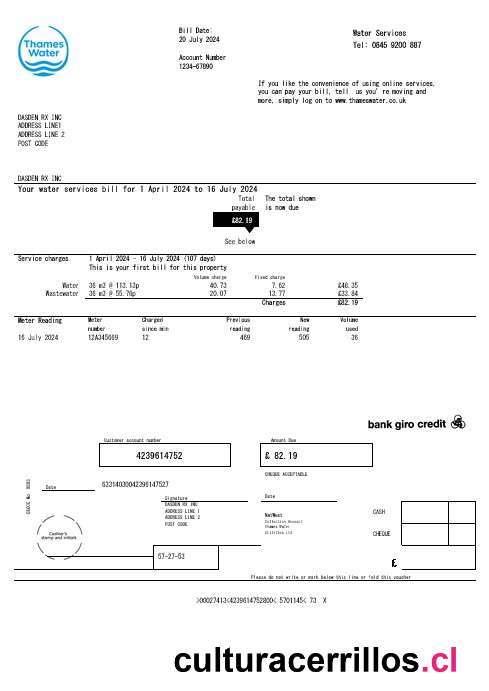 Thames
Water
Bill Date:
20 July 2024
Account Number
1234-67890
Water Services
Tel: 0845 9200 887
If you like the convenience of using online services,
you can pay your bill, tell us you're moving and
more, simply log on to www.thameswater.co.uk
DASDEN RX INC
ADDRESS LINE1
ADDRESS LINE 2
POST CODE
DASDEN RX INC
Your water services bill for 1 April 2024 to 16 July 2024
Total The total shown
payable is now due
£82.19
See below
Service charges 1 April 2024 - 16 July 2024 (107 days)
This is your first bill for this property
Volume charge Fixed charge
Water 36 m3 @ 113.13p 40.73 7.62 £48.35
Wastewater 36 m3 @ 55.76p 20.07 13.77 £33.84
Charges £82.19
Meter Reading Meter Charged Previous New Volume
number since min reading reading used
16 July 2024 12A345669 12 469 505 36
bank giro credit
Customer account number Amount Due
4239614752 £ 82.19
CHEQUE ACCEPTABLE
63314030042396147527
Date
Signature Date
DASDEN RX INC
ADDRESS LINE 1
ADDRESS LINE 2
POST CODE
NatWest
Collection Account
Thames Water
CASH
CHEQUE
Cashier's
stamp and initials
57-27-53
£
Please do not write or mark below this line or fold this voucher
>00027413<4239614752800< 5701145< 73 X
culturacerrillos.cl